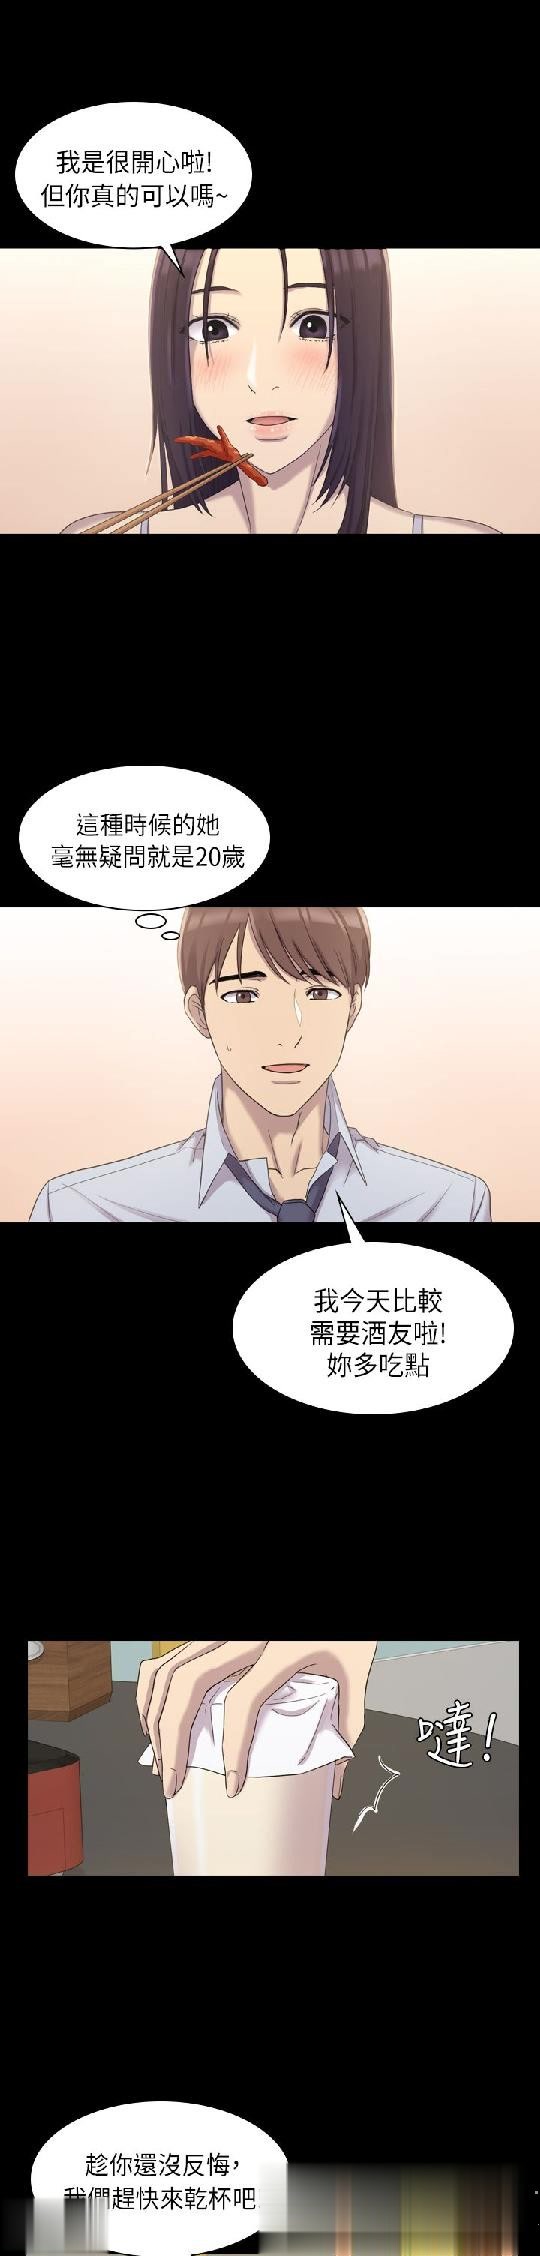 我是很開心啦!
但你真的可以嗎~
這種時候的她
毫無疑問就是20歲
我今天比較
需要酒友啦!
妳多吃點
噠!
趁你還沒反悔,
我們趕快來乾杯吧